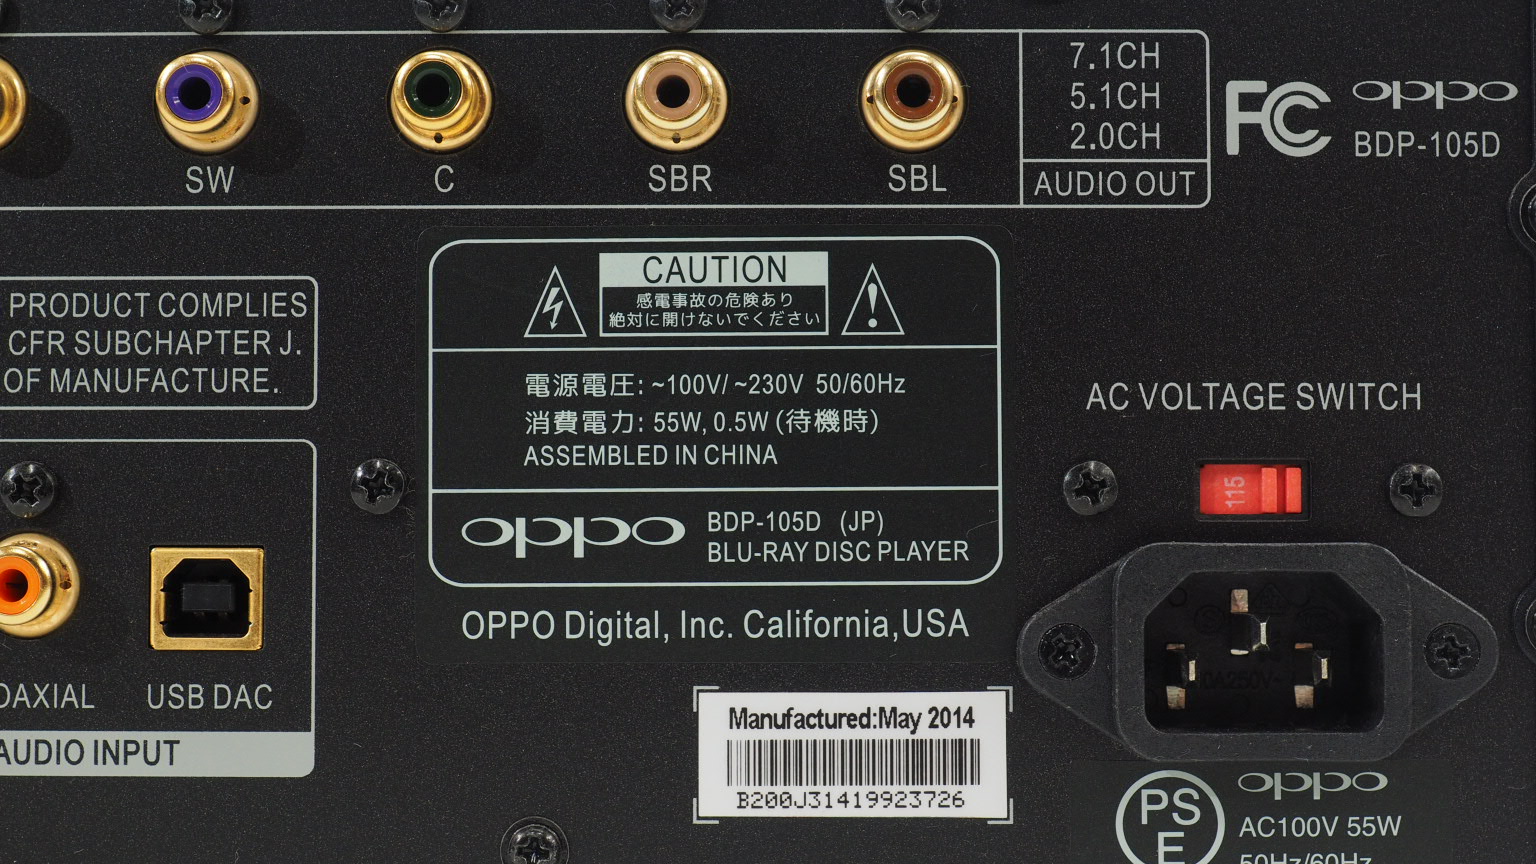 SW
C
SBR
SBL
7.1CH
5.1CH
2.0CH
AUDIO OUT
FC
oppo
BDP-105D
PRODUCT COMPLIES
CFR SUBCHAPTER J.
OF MANUFACTURE.
CAUTION
感電事故の危険あり
絶対に開けないでください
電源電圧: ~100V/ ~230V 50/60Hz
消費電力: 55W, 0.5W (待機時)
ASSEMBLED IN CHINA
oppo
BDP-105D (JP)
BLU-RAY DISC PLAYER
OPPO Digital, Inc. California,USA
AC VOLTAGE SWITCH
115
OAXIAL
USB DAC
AUDIO INPUT
Manufactured:May 2014
B200J31419923726
PS
E
oppo
AC100V 55W
50Hz/60Hz